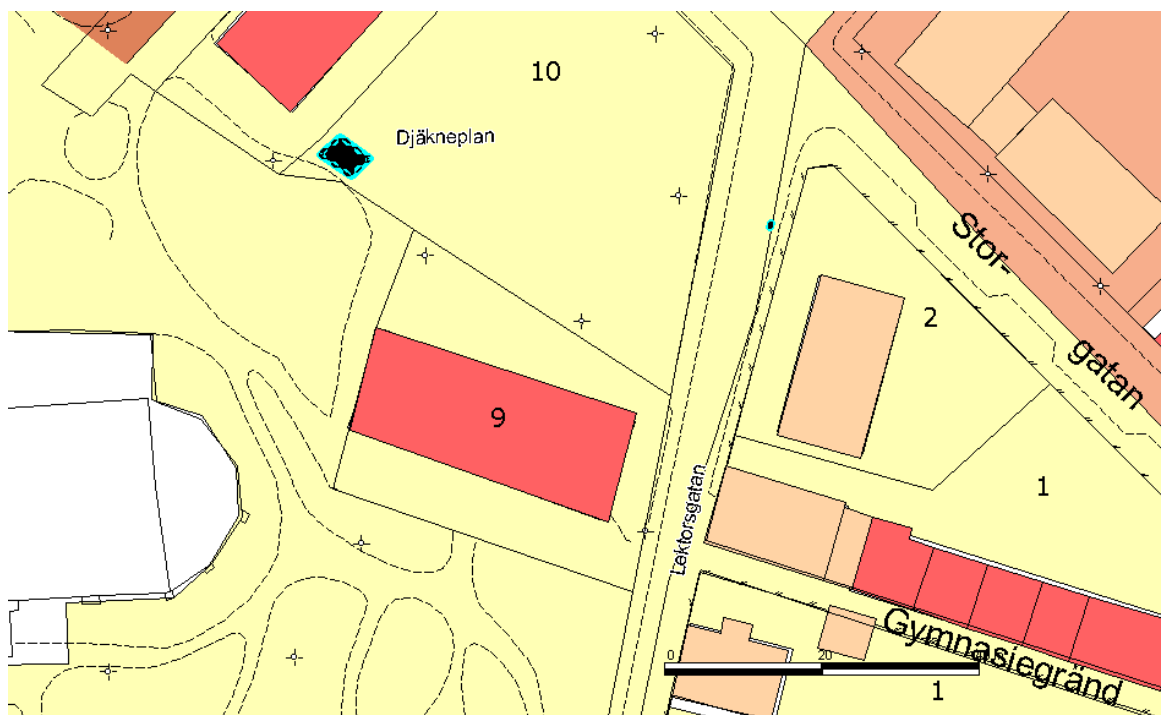 10
Djäkneplan
Stor-
gatan
2
9
1
Lektorsgatan
Gymnasiegränd
0
20
1